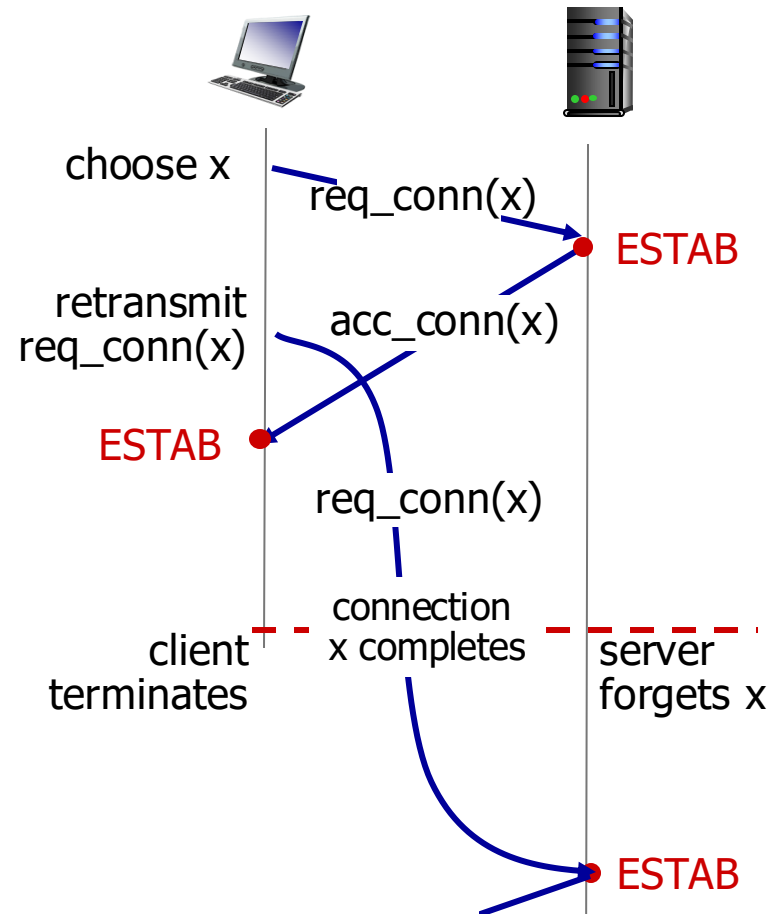 choose x
req_conn(x)
ESTAB
retransmit
req_conn(x)
acc_conn(x)
ESTAB
req_conn(x)
connection
x completes
client
terminates
server
forgets x
ESTAB